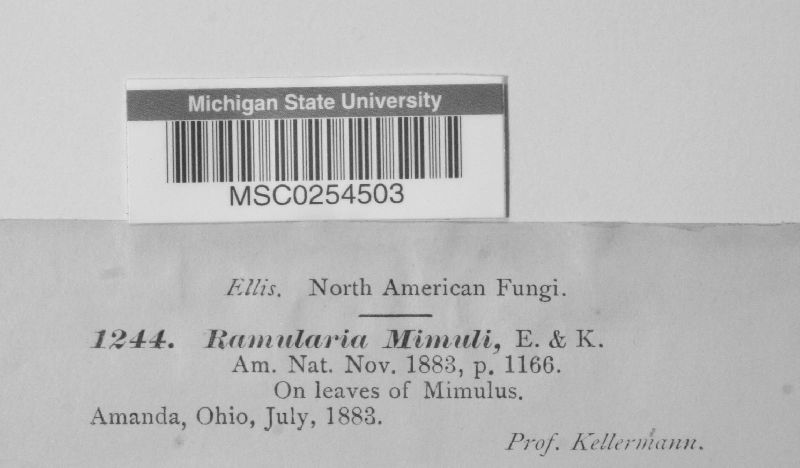 Michigan State University
MSC0254503
Ellis. North American Fungi.
1244. Ramularia Mimuli, E. & K.
Am. Nat. Nov. 1883, p. 1166.
On leaves of Mimulus.
Amanda, Ohio, July, 1883.
Prof. Kellermann.